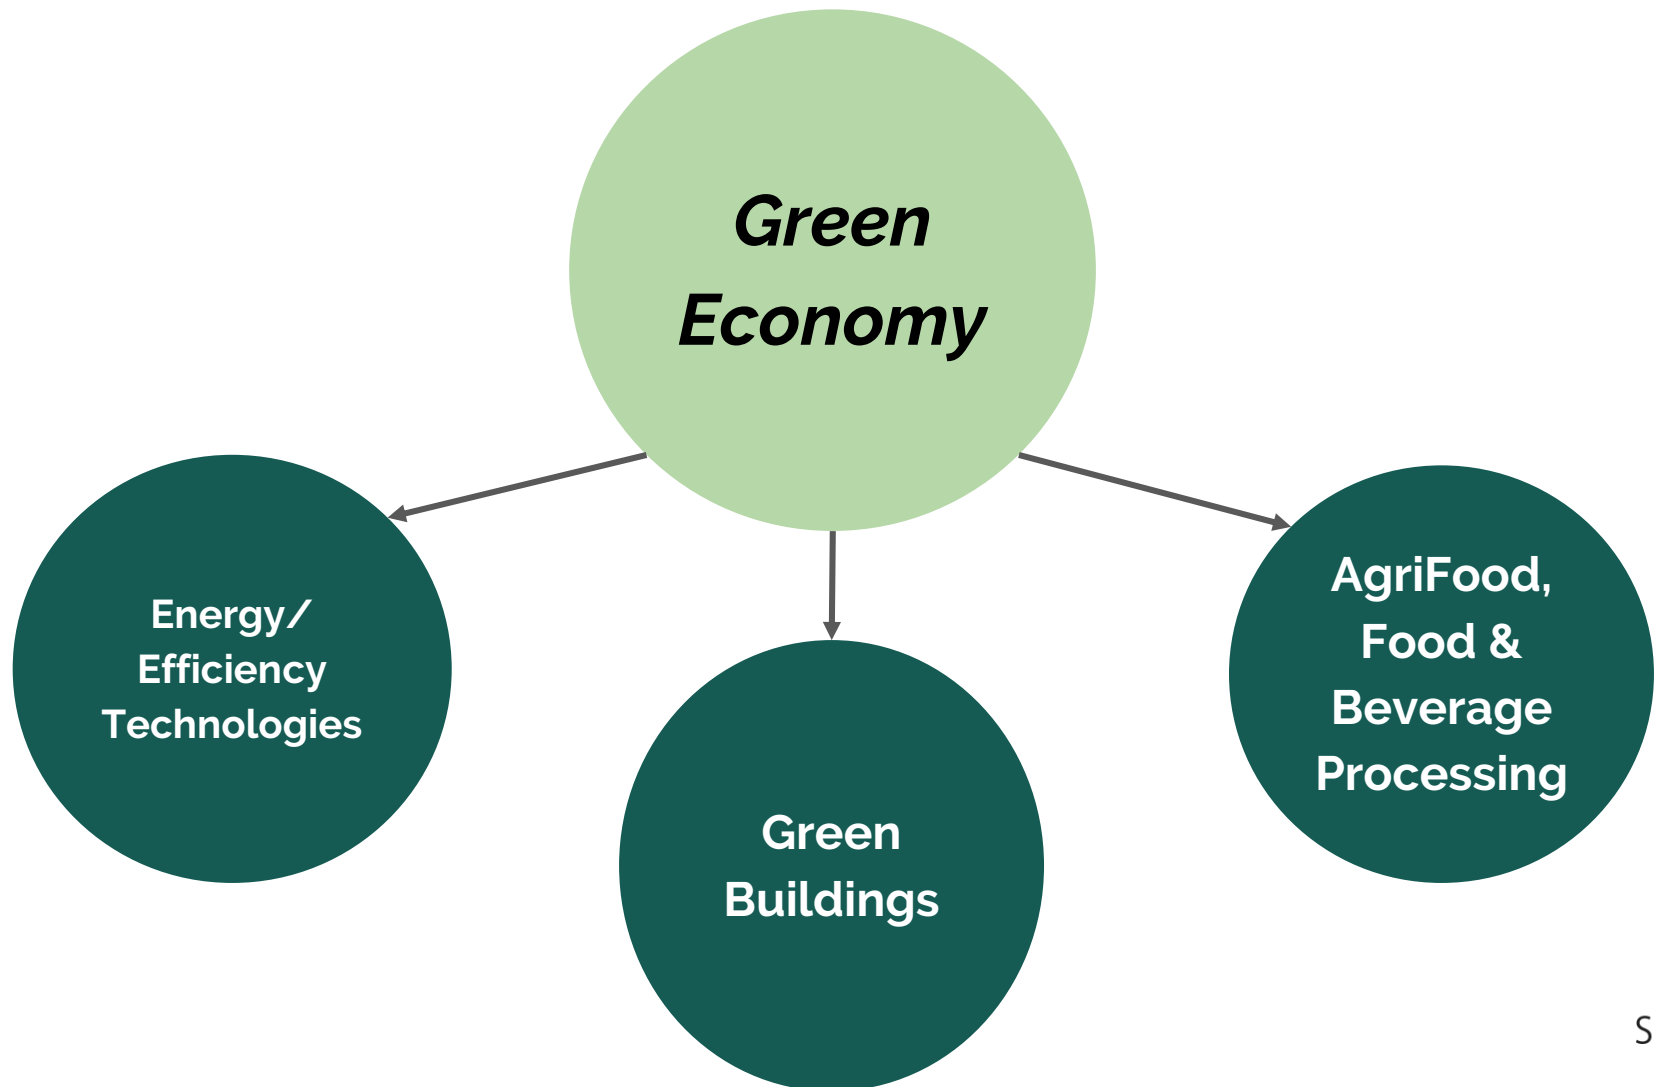 Green
Economy
Energy/
Efficiency
Technologies
Green
Buildings
AgriFood,
Food &
Beverage
Processing
S